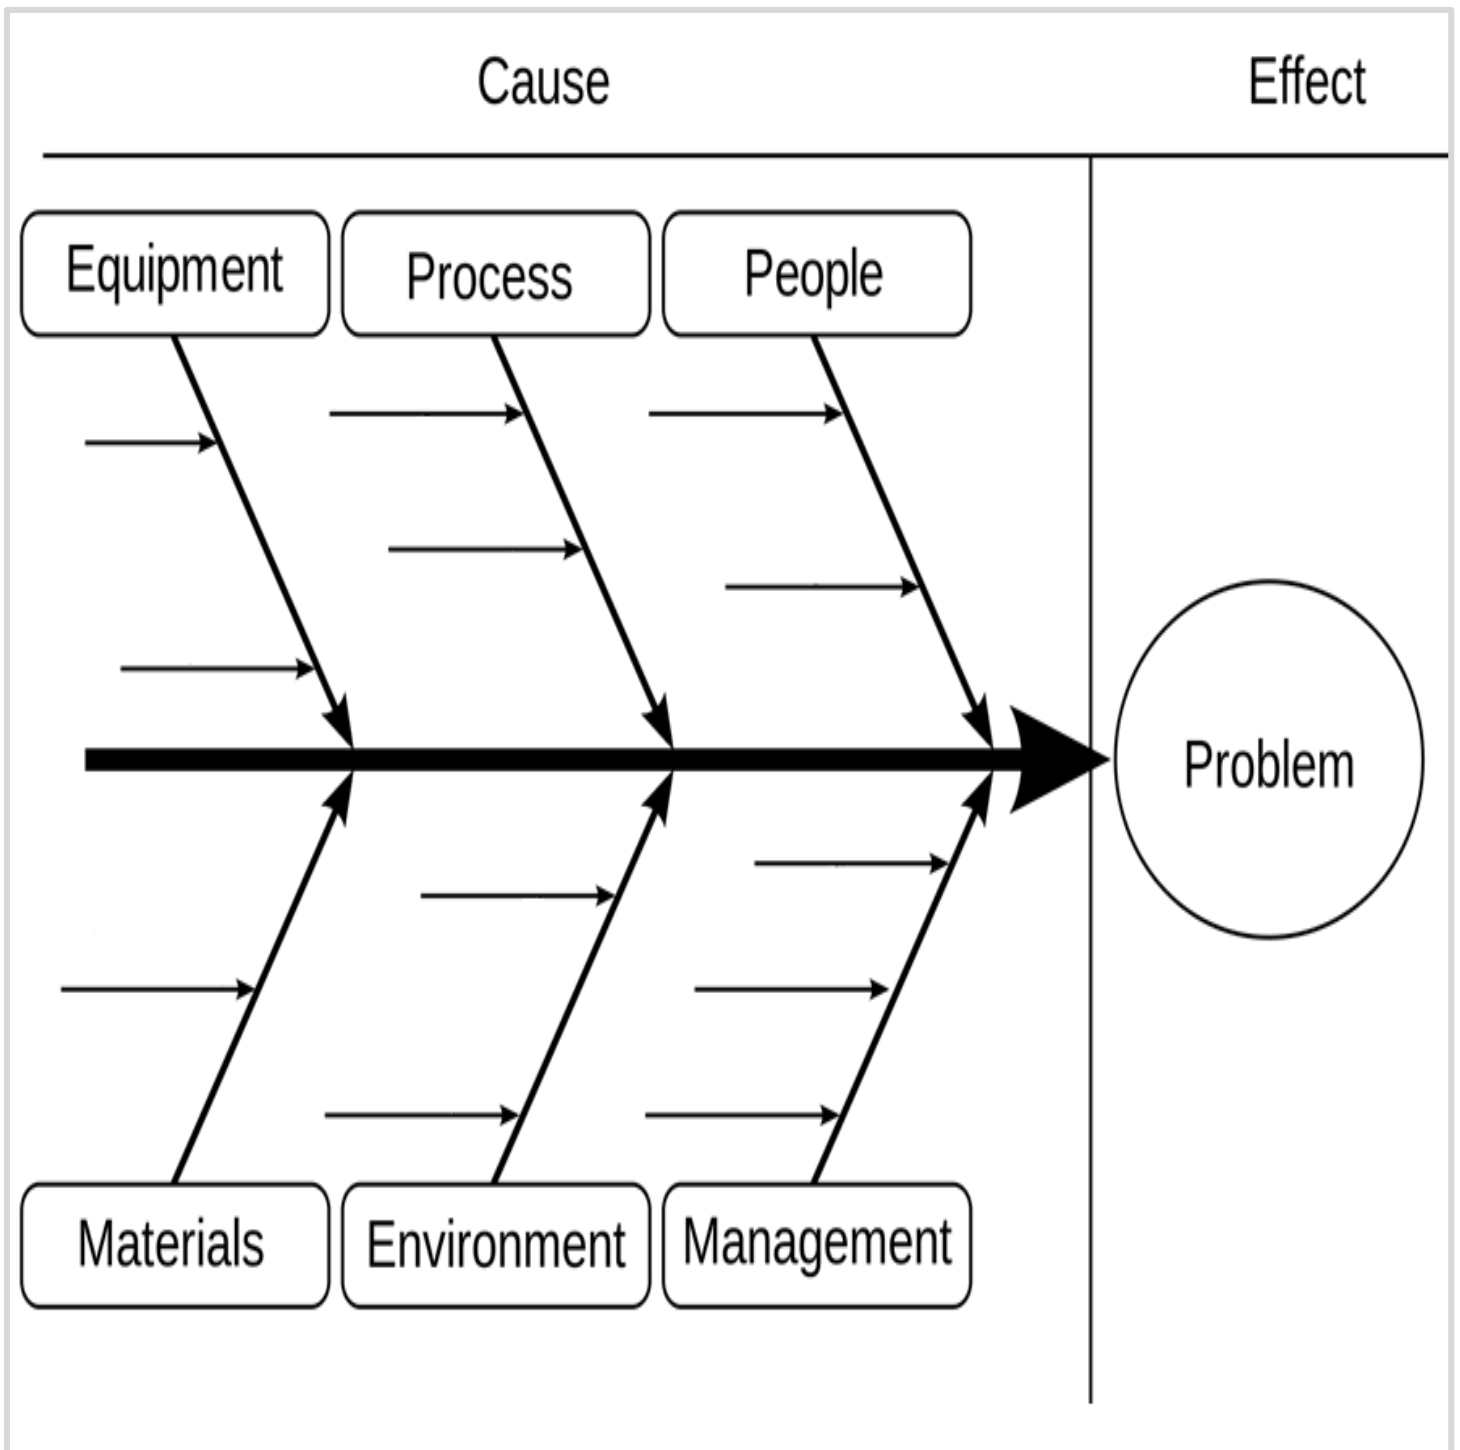 Cause
Effect
Equipment
Process
People
Problem
Materials
Environment
Management